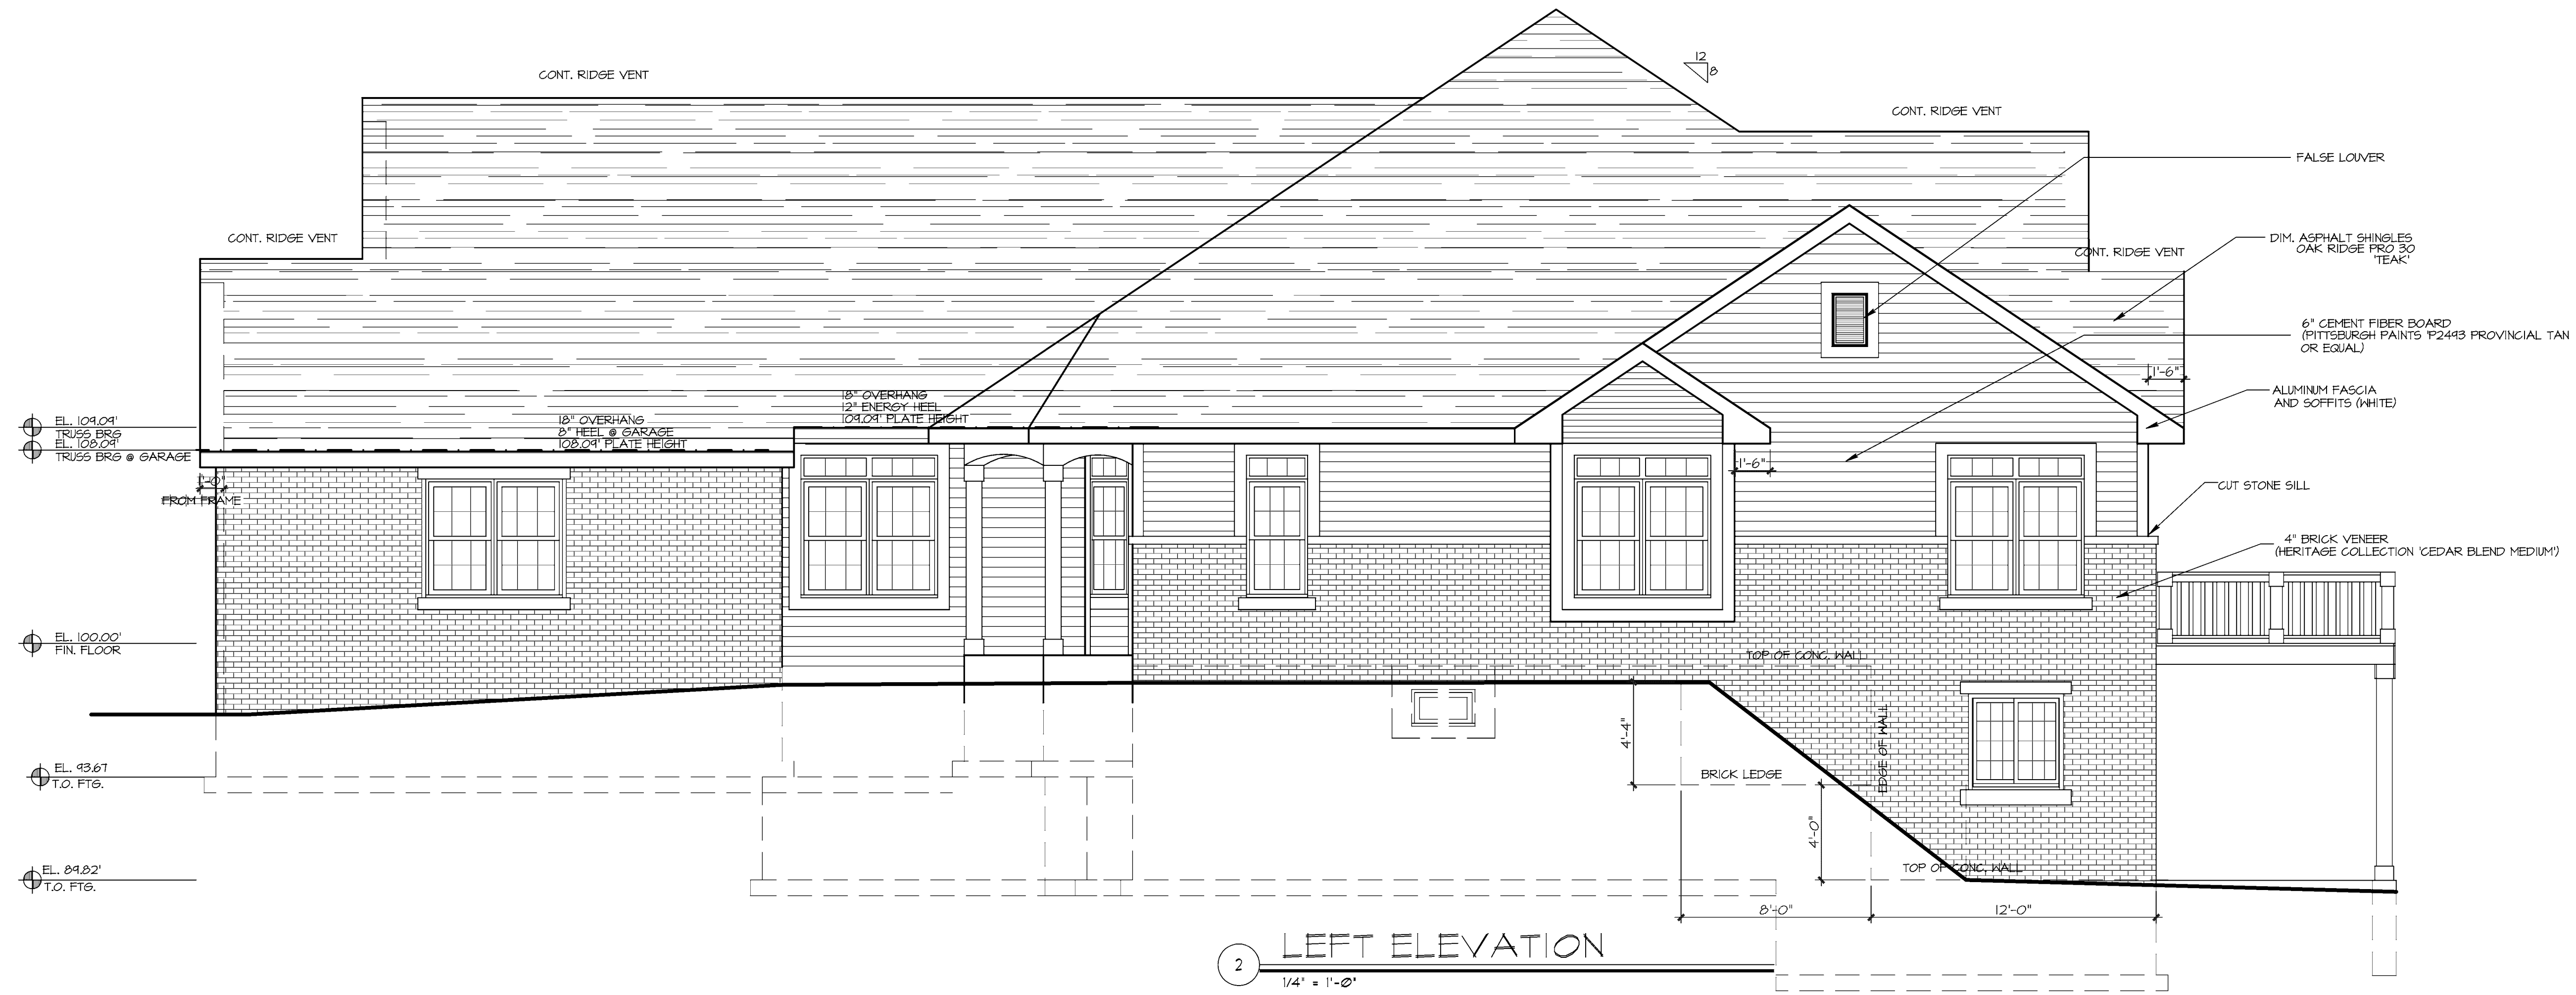 CONT. RIDGE VENT
12
8
CONT. RIDGE VENT
FALSE LOUVER
CONT. RIDGE VENT
DIM. ASPHALT SHINGLES
OAK RIDGE PRO 30
'TEAK'
CONT. RIDGE VENT
6" CEMENT FIBER BOARD
(PITTSBURGH PAINTS 'P2493 PROVINCIAL TAN
OR EQUAL)
1'-6"
ALUMINUM FASCIA
AND SOFFITS (WHITE)
18" OVERHANG
12" ENERGY HEEL
109.09' PLATE HEIGHT
18" OVERHANG
8" HEEL @ GARAGE
108.09' PLATE HEIGHT
EL. 109.09'
TRUSS BRG
EL. 108.09'
TRUSS BRG @ GARAGE
1'-6"
1'-0"
FROM FRAME
CUT STONE SILL
4" BRICK VENEER
(HERITAGE COLLECTION 'CEDAR BLEND MEDIUM')
EL. 100.00'
FIN. FLOOR
TOP OF CONC. WALL
4'-4"
EDGE OF WALL
EL. 93.67
T.O. FTG.
BRICK LEDGE
4'-0"
EL. 89.82'
T.O. FTG.
TOP OF CONC. WALL
8'-0"
12'-0"
2
LEFT ELEVATION
1/4" = 1'-0"